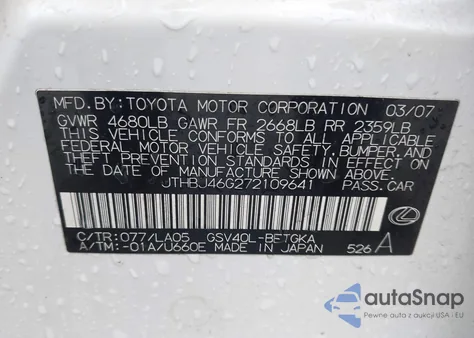 MFD. BY: TOYOTA MOTOR CORPORATION 03/07
GVWR 4680LB GAWR FR 2668LB RR 2359LB
THIS VEHICLE CONFORMS TO ALL APPLICABLE
FEDERAL MOTOR VEHICLE SAFETY, BUMPER, AND
THEFT PREVENTION STANDARDS IN EFFECT ON
THE DATE OF MANUFACTURE SHOWN ABOVE.
JTHBJ46G272109641 PASS.CAR
C/TR: 077/LA05 GSV40L-BETGKA
A/TM: -01A/U660E MADE IN JAPAN 526 A
autoSnap
Pewne auta z aukcji USA i EU